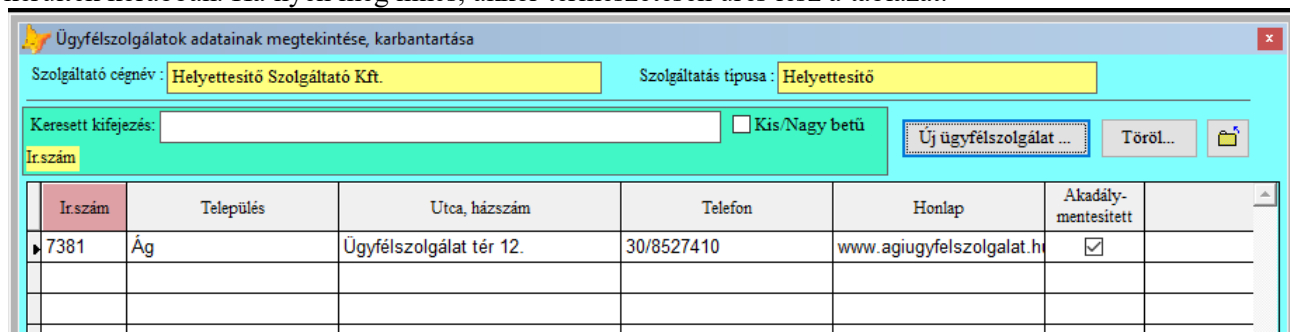 Ügyfélszolgálatok adatainak megtekintése, karbantartása
Szolgáltató cégnév : Helyettesítő Szolgáltató Kft. Szolgáltatás típusa : Helyettesítő
Keresett kifejezés: Kis/Nagy betű Új ügyfélszolgálat ... Töröl...
Ir.szám
Ir.szám Település Utca, házszám Telefon Honlap Akadály-
mentesített
7381 Ág Ügyfélszolgálat tér 12. 30/8527410 www.agiugyfelszolgalat.hu